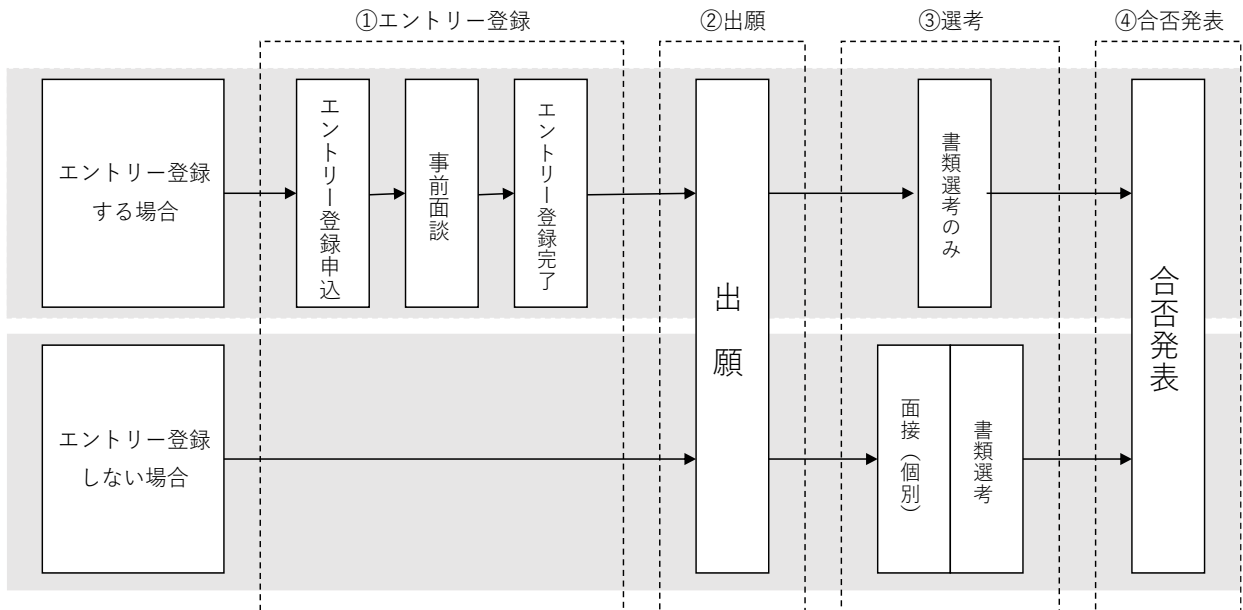 ①エントリー登録
②出願
③選考
④合否発表
エントリー登録
する場合
エントリー登録申込
事前面談
エントリー登録完了
出願
書類選考のみ
合否発表
エントリー登録
しない場合
面接（個別）
書類選考